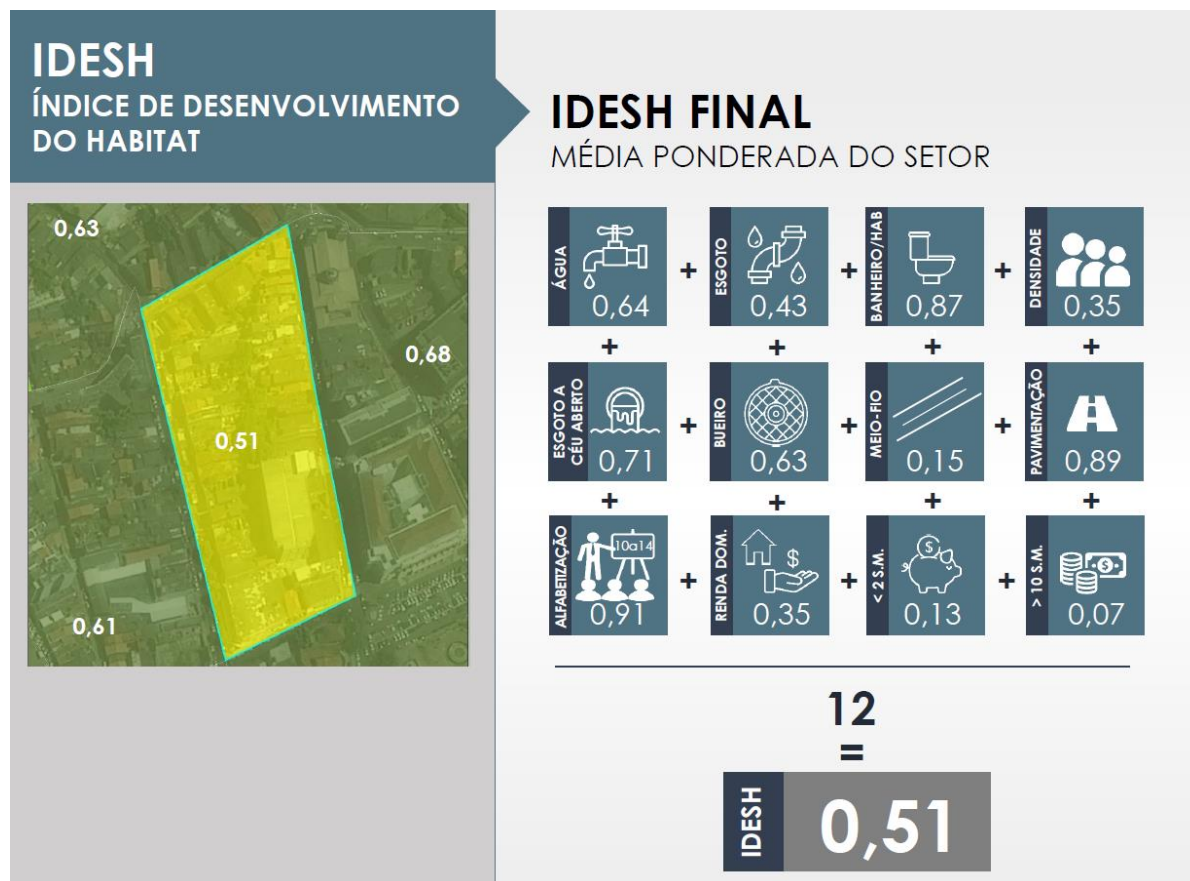 IDESH
ÍNDICE DE DESENVOLVIMENTO
DO HABITAT
0,63
0,68
0,51
0,61
IDESH FINAL
MÉDIA PONDERADA DO SETOR
ÁGUA
0,64
+
ESGOTO
0,43
+
BANHEIRO/HAB
0,87
+
DENSIDADE
0,35
+ + + +
ESGOTO A
CÉU ABERTO
0,71
+
BUEIRO
0,63
+
MEIO-FIO
0,15
+
PAVIMENTAÇÃO
0,89
+ + + +
ALFABETIZAÇÃO
10a14
0,91
+
RENDA DOM.
$
0,35
+
< 2 S.M.
$
0,13
+
> 10 S.M.
$
0,07
12
=
IDESH
0,51